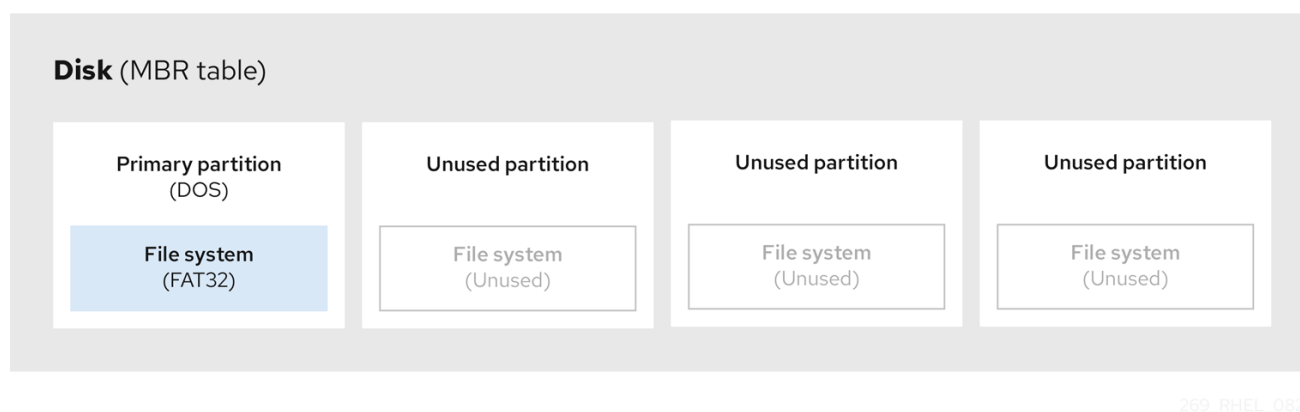 Disk (MBR table)
Primary partition
(DOS)
File system
(FAT32)
Unused partition
File system
(Unused)
Unused partition
File system
(Unused)
Unused partition
File system
(Unused)
269_RHEL_082